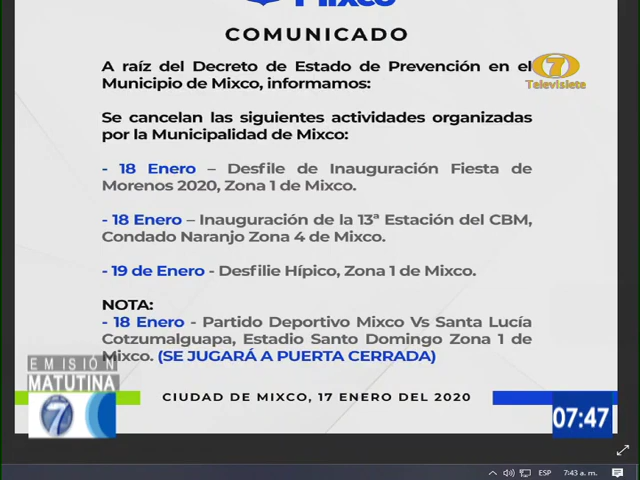 Mixco
COMUNICADO
A raíz del Decreto de Estado de Prevención en el
Municipio de Mixco, informamos:
7
Televisiete
Se cancelan las siguientes actividades organizadas
por la Municipalidad de Mixco:
- 18 Enero – Desfile de Inauguración Fiesta de
Morenos 2020, Zona 1 de Mixco.
- 18 Enero – Inauguración de la 13ª Estación del CBM,
Condado Naranjo Zona 4 de Mixco.
- 19 de Enero - Desfilie Hípico, Zona 1 de Mixco.
NOTA:
- 18 Enero - Partido Deportivo Mixco Vs Santa Lucía
Cotzumalguapa, Estadio Santo Domingo Zona 1 de
Mixco. (SE JUGARÁ A PUERTA CERRADA)
EMISIÓN
MATUTINA
7
CIUDAD DE MIXCO, 17 ENERO DEL 2020
07:47
ESP
7:43 a. m.